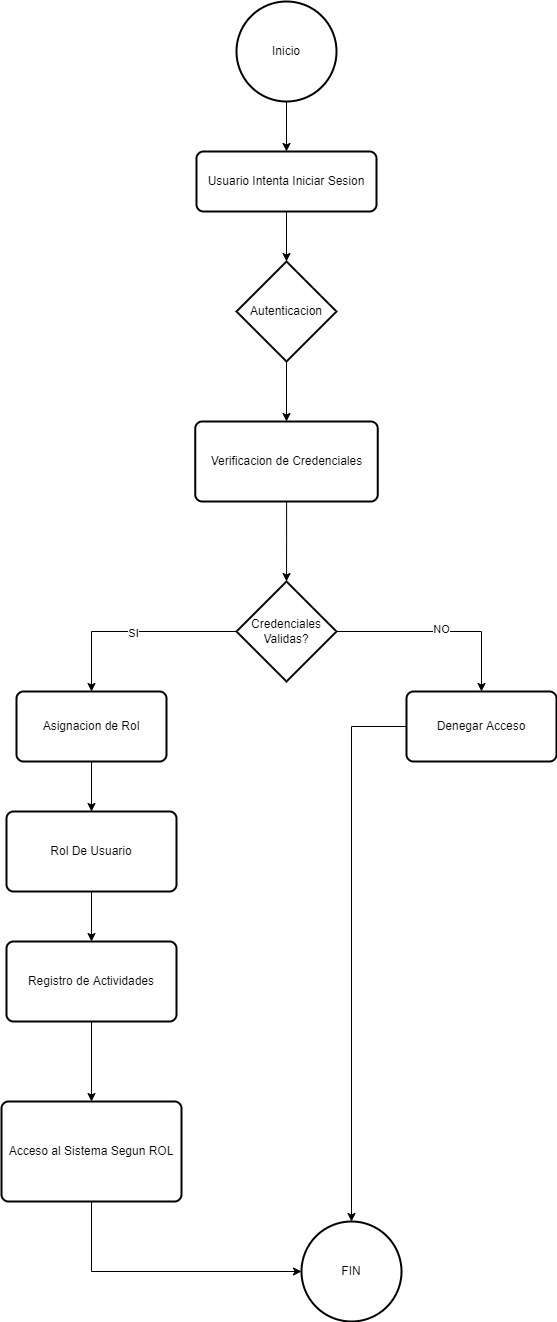 Inicio
Usuario Intenta Iniciar Sesion
Autenticacion
Verificacion de Credenciales
Credenciales
Validas?
SI
NO
Asignacion de Rol
Denegar Acceso
Rol De Usuario
Registro de Actividades
Acceso al Sistema Segun ROL
FIN